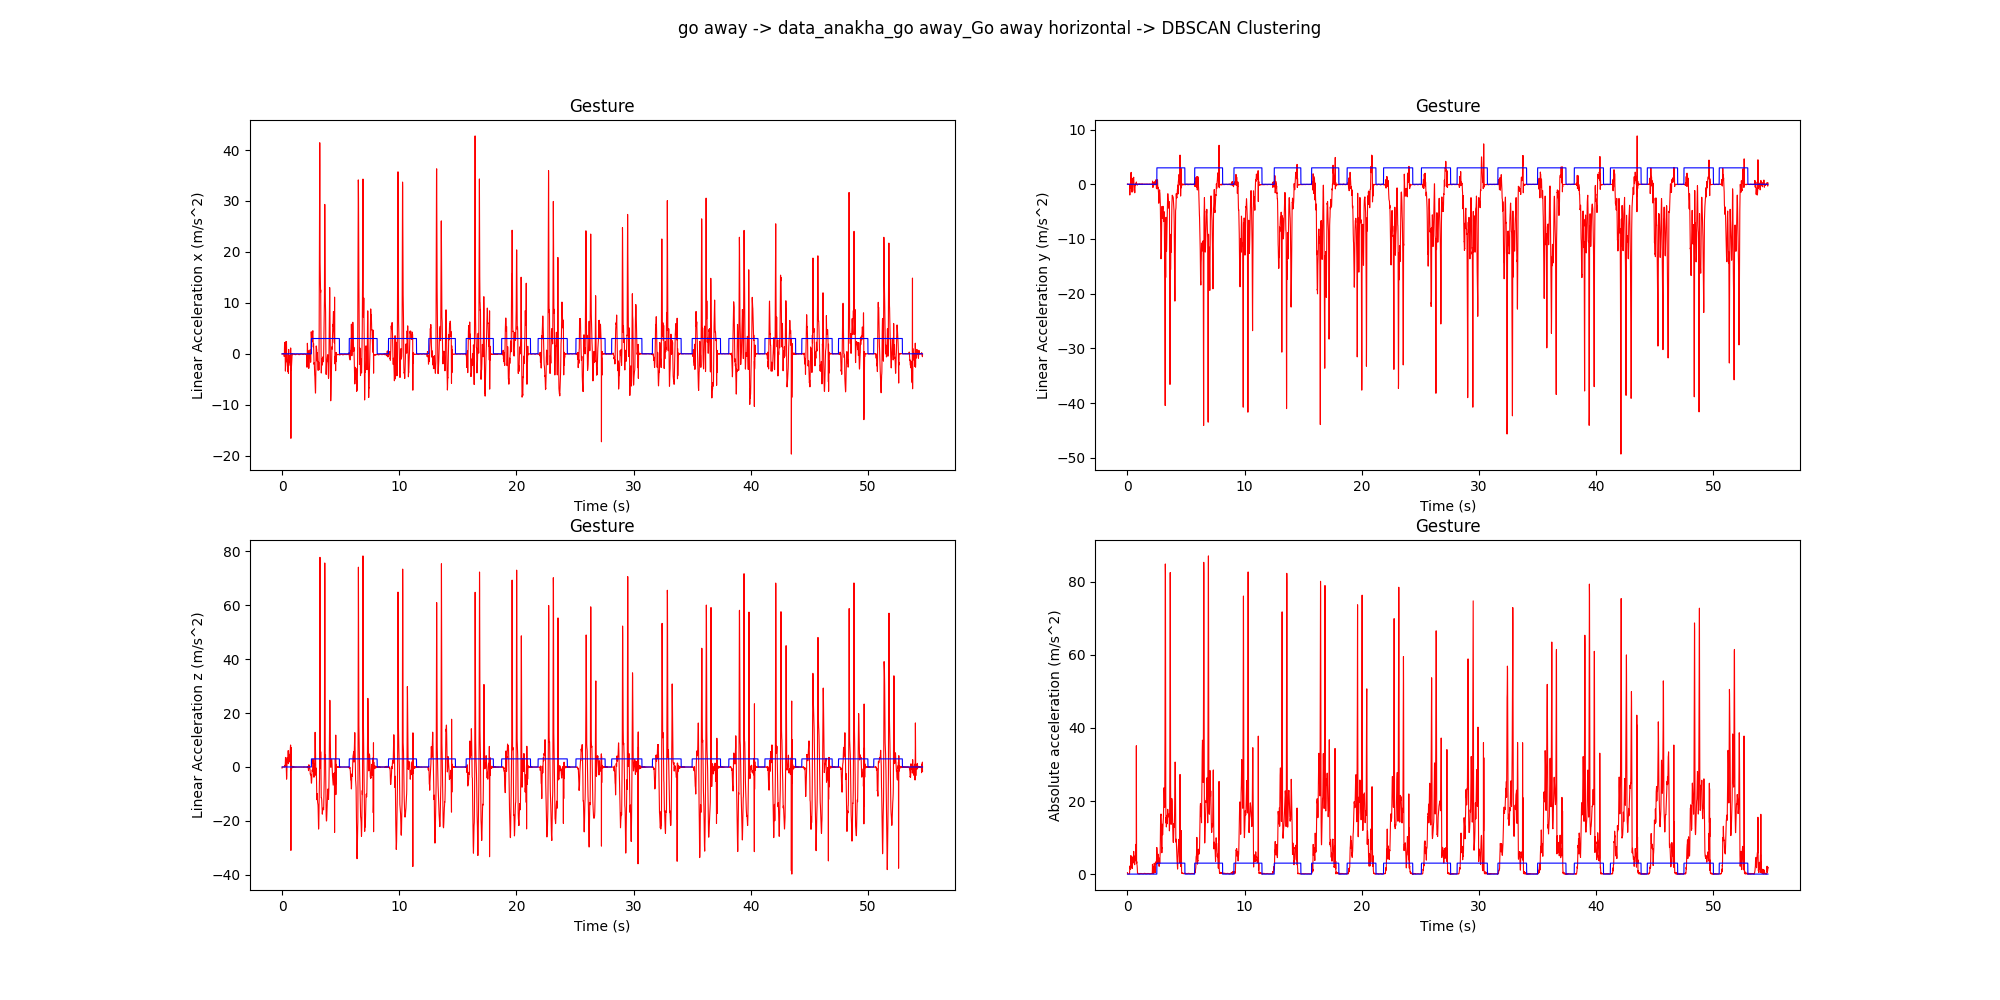 go away -> data_anakha_go away_Go away horizontal -> DBSCAN Clustering
Gesture
Linear Acceleration x (m/s^2)
40
30
20
10
0
−10
−20
0 10 20 30 40 50
Time (s)
Gesture
Linear Acceleration y (m/s^2)
10
0
−10
−20
−30
−40
−50
0 10 20 30 40 50
Time (s)
Gesture
Linear Acceleration z (m/s^2)
80
60
40
20
0
−20
−40
0 10 20 30 40 50
Time (s)
Gesture
Absolute acceleration (m/s^2)
80
60
40
20
0
0 10 20 30 40 50
Time (s)